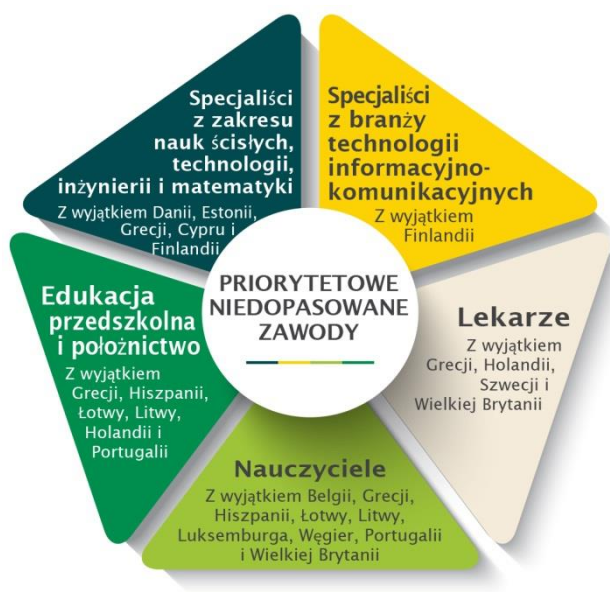 Specjaliści
z zakresu
nauk ścisłych,
technologii,
inżynierii i matematyki
Z wyjątkiem Danii, Estonii,
Grecji, Cypru i
Finlandii
Specjaliści
z branży
technologii
informacyjno-
komunikacyjnych
Z wyjątkiem
Finlandii
PRIORYTETOWE
NIEDOPASOWANE
ZAWODY
Edukacja
przedszkolna
i położnictwo
Z wyjątkiem
Grecji, Hiszpanii,
Łotwy, Litwy,
Holandii i
Portugalii
Lekarze
Z wyjątkiem
Grecji, Holandii,
Szwecji i
Wielkiej Brytanii
Nauczyciele
Z wyjątkiem Belgii, Grecji,
Hiszpanii, Łotwy, Litwy,
Luksemburga, Węgier, Portugalii
i Wielkiej Brytanii